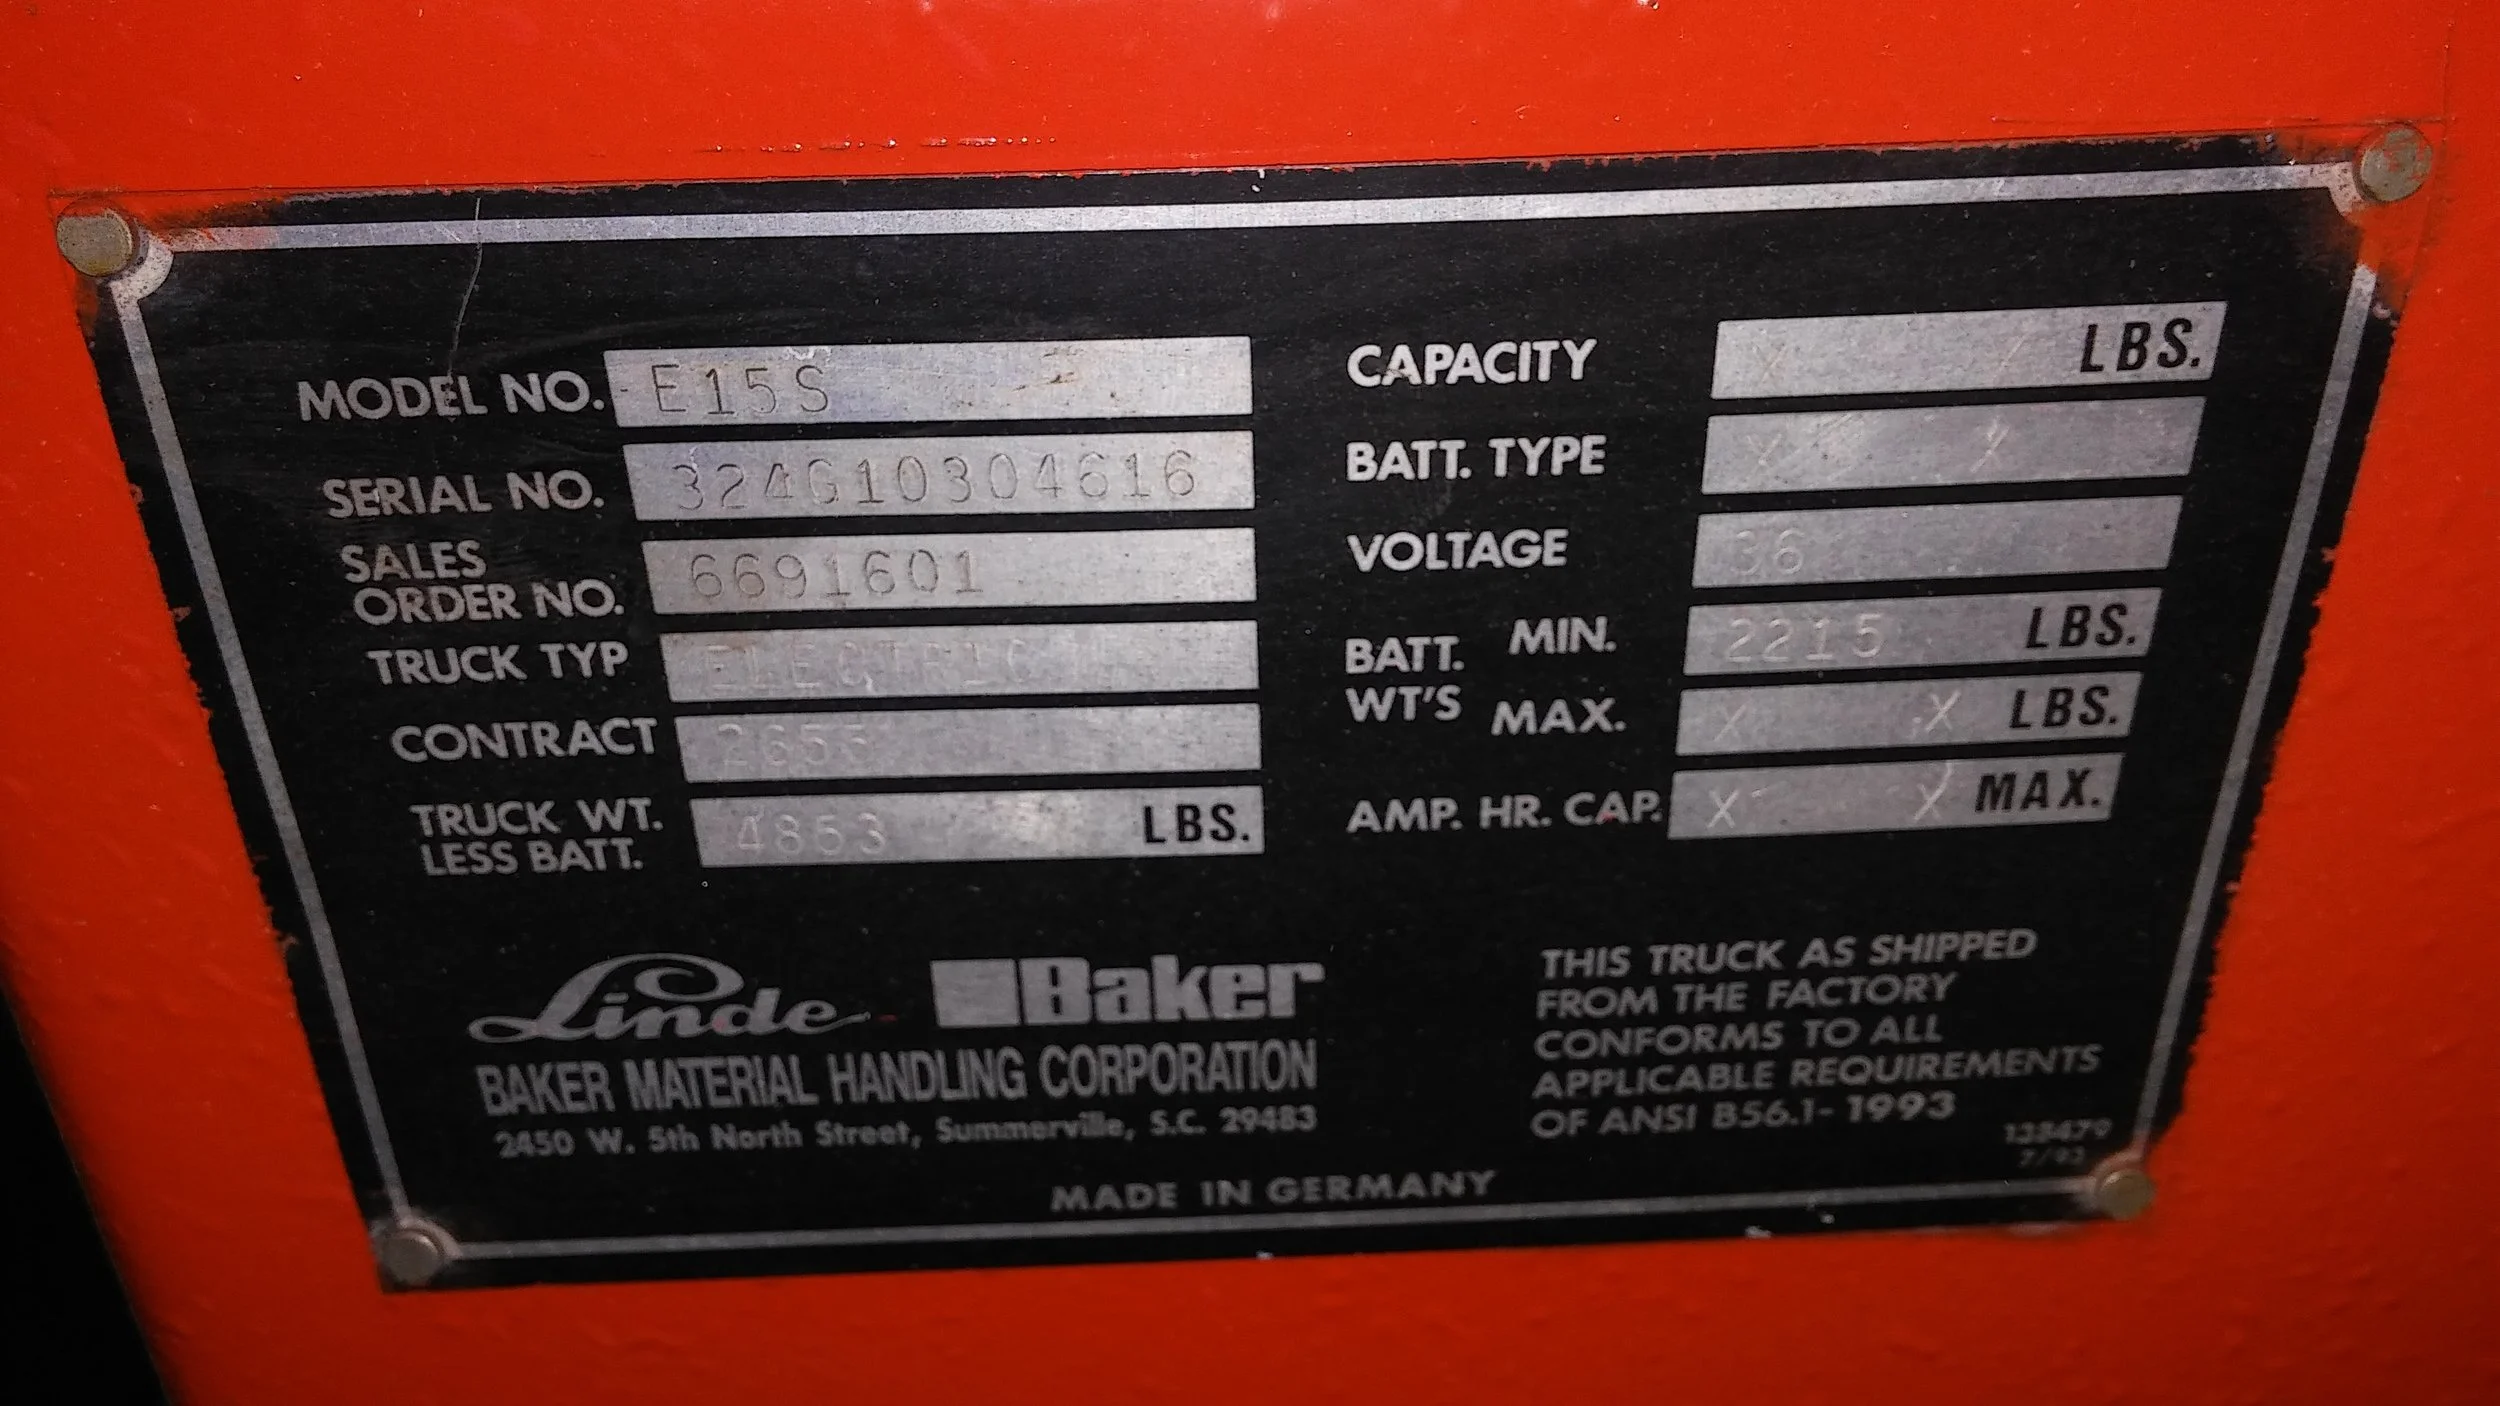 MODEL NO. E15S
SERIAL NO. 324G10304616
SALES
ORDER NO. 6691601
TRUCK TYP ELECTRIC
CONTRACT 2655
TRUCK WT.
LESS BATT. 4853 LBS.
CAPACITY X X LBS.
BATT. TYPE X X
VOLTAGE 36
BATT. WT'S MIN. 2215 LBS.
MAX. X X LBS.
AMP. HR. CAP. X X MAX.
Linde Baker
BAKER MATERIAL HANDLING CORPORATION
2450 W. 5th North Street, Summerville, S.C. 29483
THIS TRUCK AS SHIPPED
FROM THE FACTORY
CONFORMS TO ALL
APPLICABLE REQUIREMENTS
OF ANSI B56.1-1993
7/93
MADE IN GERMANY